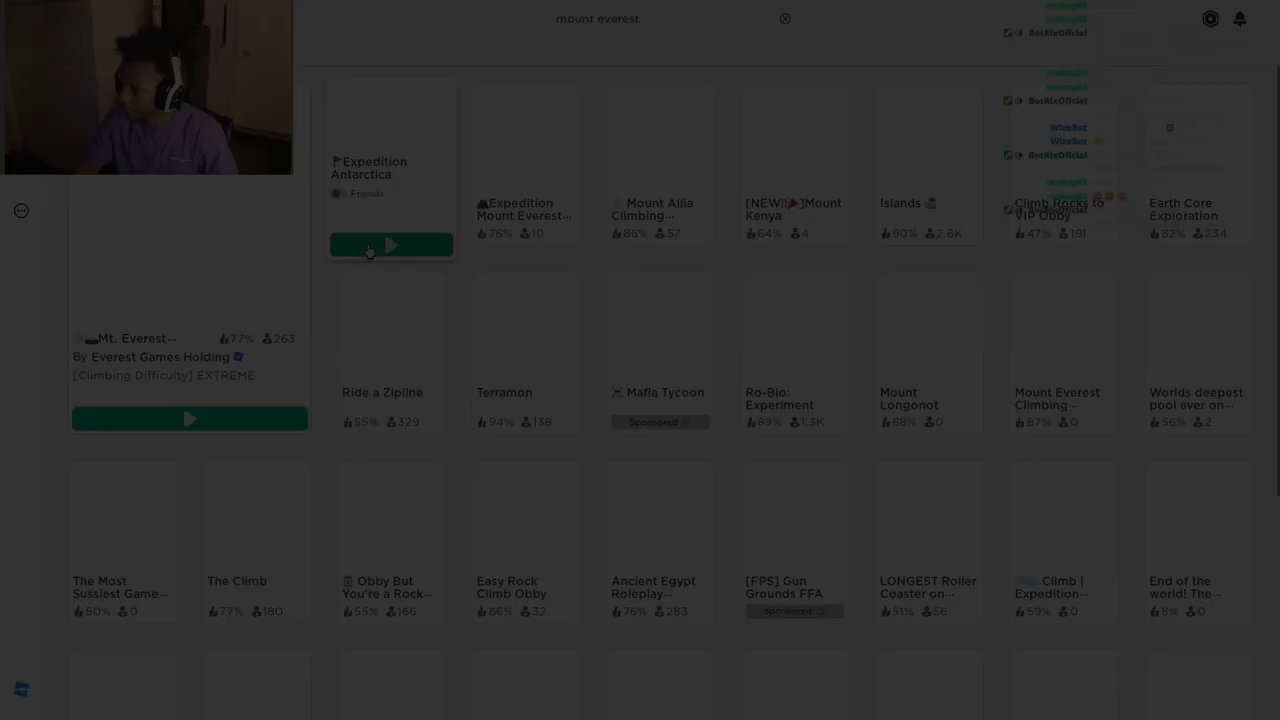 mount everest
BotRixOfficial
BotRixOfficial
WizeBot
WizeBot
BotRixOfficial
BotRixOfficial
Expedition
Antarctica
Friends
Expedition
Mount Everest...
76% 10
Mount Allia
Climbing...
86% 57
[NEW!!]Mount
Kenya
64% 4
Islands
90% 2.6K
Climb Rocks to
VIP Obby
47% 191
Earth Core
Exploration
82% 234
Mt. Everest...
77% 263
By Everest Games Holding
[Climbing Difficulty] EXTREME
Ride a Zipline
55% 329
Terramon
94% 138
Mafia Tycoon
Sponsored
Ro-Bio:
Experiment
89% 1.3K
Mount
Longonot
68% 0
Mount Everest
Climbing...
87% 0
Worlds deepest
pool ever on...
56% 2
The Most
Sussiest Game...
50% 0
The Climb
77% 180
Obby But
You're a Rock...
55% 166
Easy Rock
Climb Obby
66% 32
Ancient Egypt
Roleplay...
76% 283
[FPS] Gun
Grounds FFA
Sponsored
LONGEST Roller
Coaster on...
51% 56
Climb |
Expedition...
59% 0
End of the
world! The...
8% 0